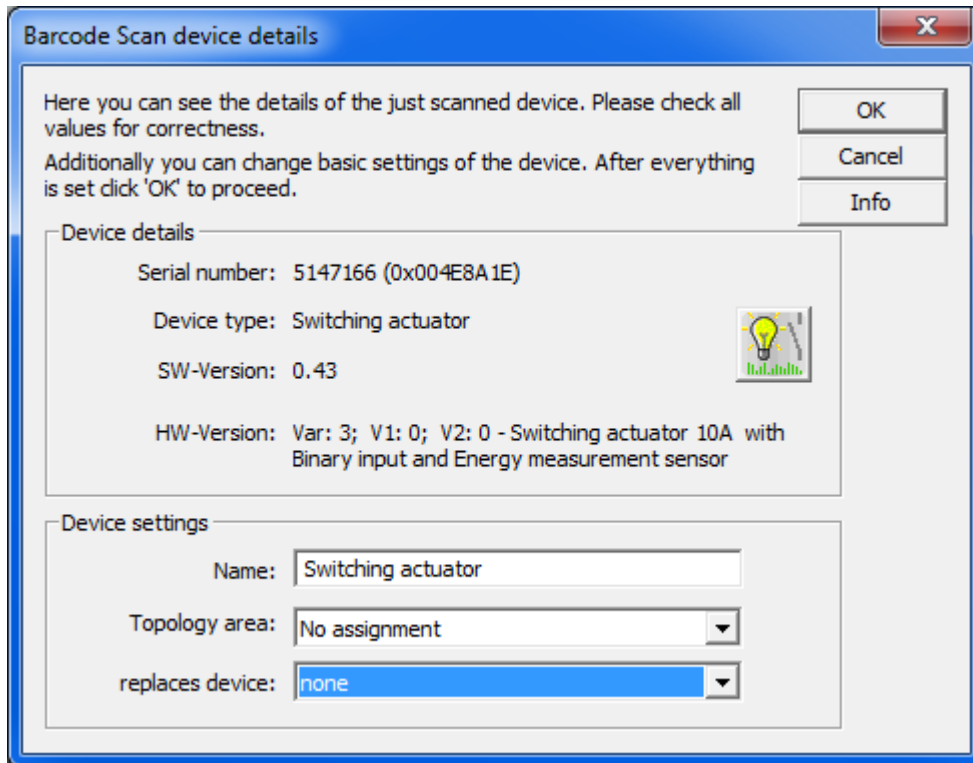 Barcode Scan device details
Here you can see the details of the just scanned device. Please check all
values for correctness.
Additionally you can change basic settings of the device. After everything
is set click 'OK' to proceed.
OK
Cancel
Info
Device details
Serial number: 5147166 (0x004E8A1E)
Device type: Switching actuator
SW-Version: 0.43
HW-Version: Var: 3; V1: 0; V2: 0 - Switching actuator 10A with
Binary input and Energy measurement sensor
Device settings
Name: Switching actuator
Topology area: No assignment
replaces device: none